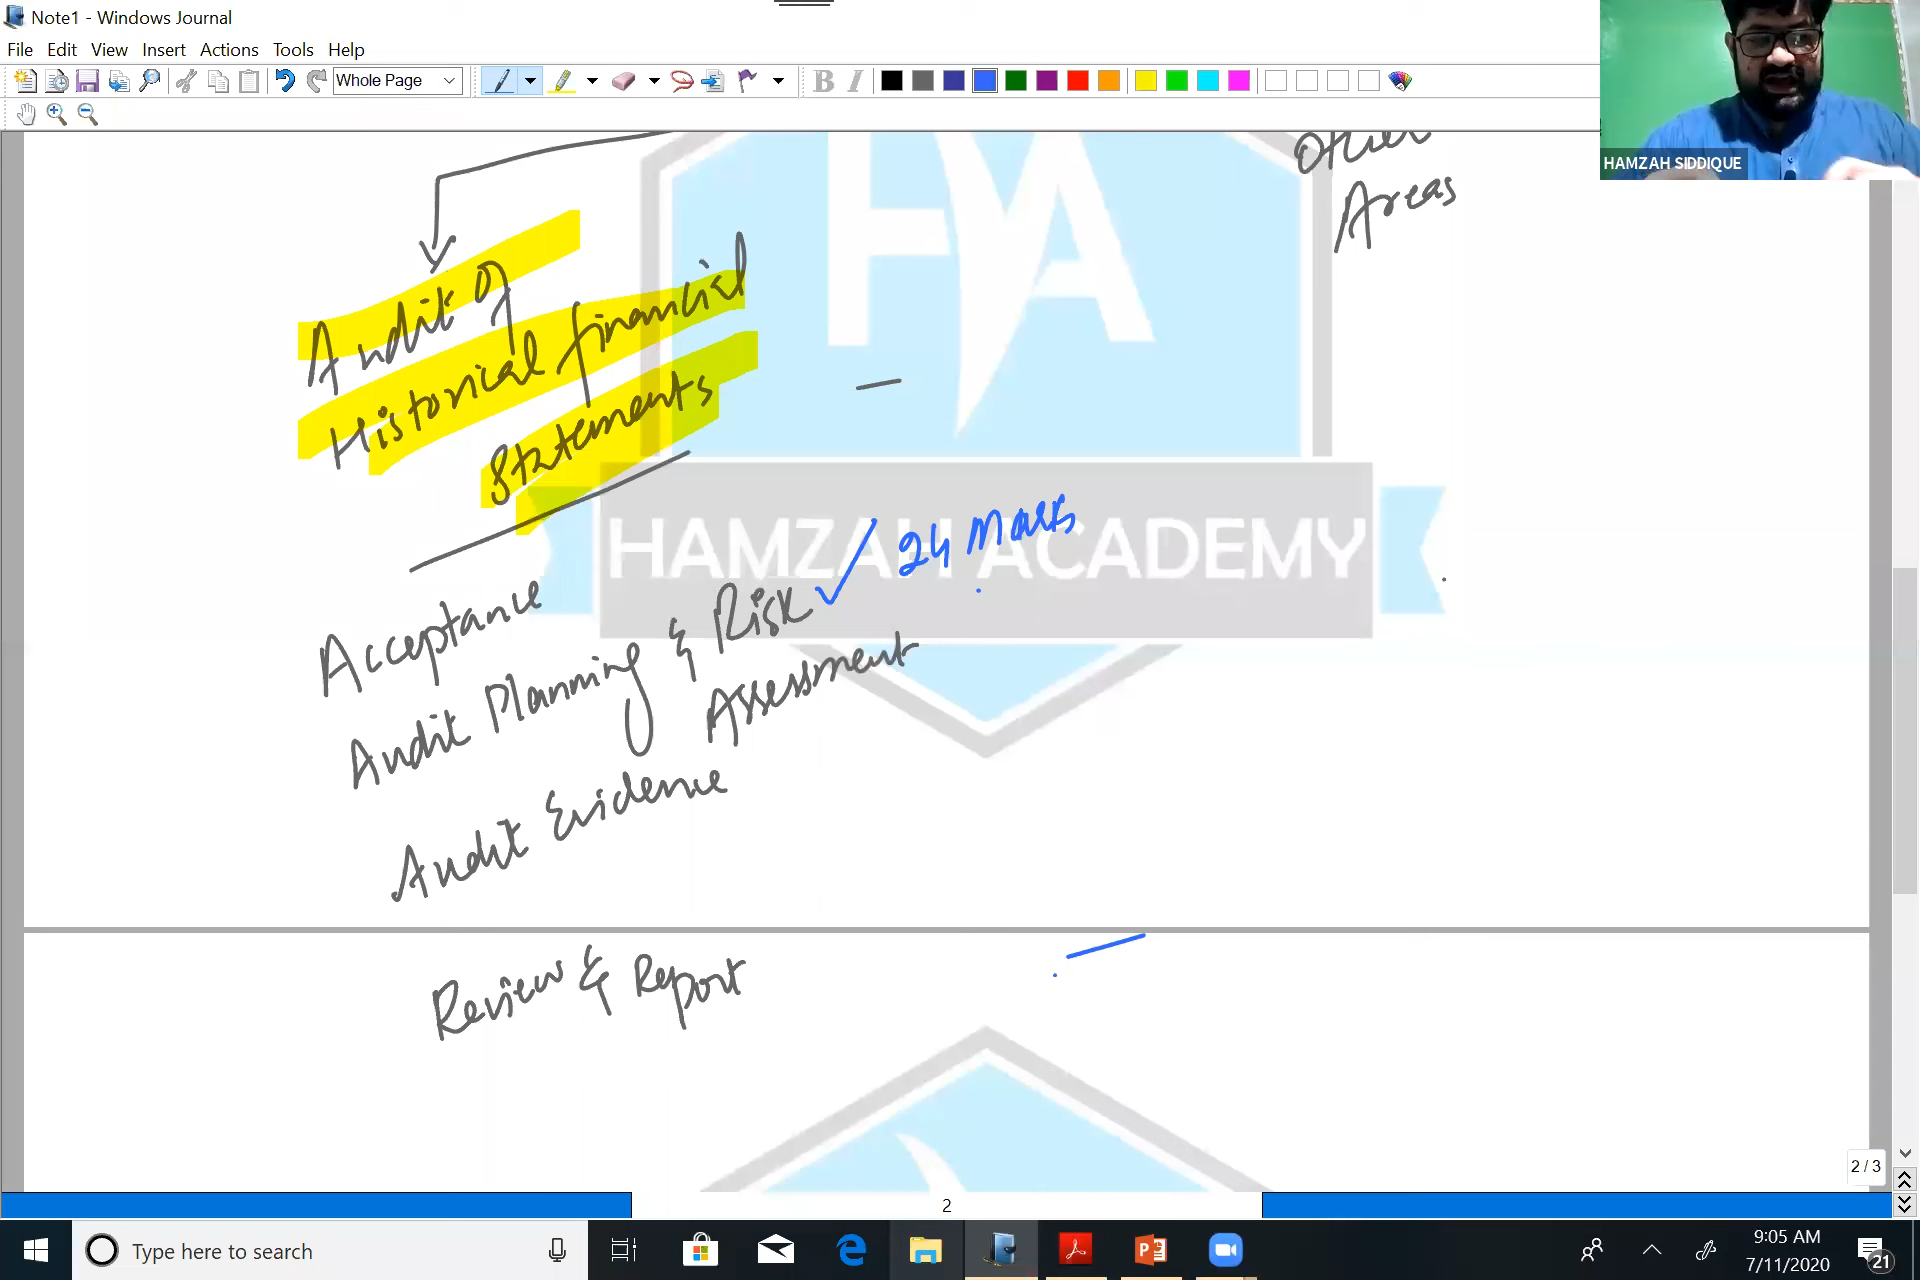 Note1 - Windows Journal
File Edit View Insert Actions Tools Help
Whole Page
B I
HAMZAH SIDDIQUE
HA
Other
Areas
Audit of
Historical financial
Statements
HAMZAH ACADEMY
24 Marks
Acceptance
Audit Planning & Risk
Assessment
Audit Evidence
Review & Report
2 / 3
2
Type here to search
9:05 AM
7/11/2020
21